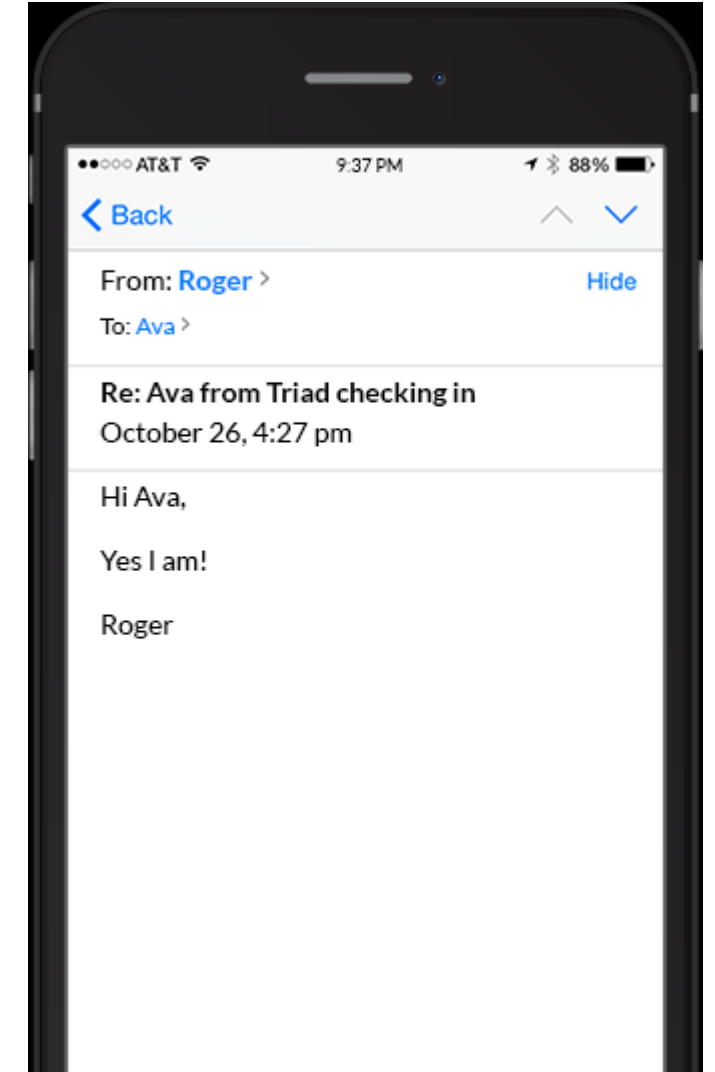 AT&T 9:37 PM 88%
Back
From: Roger
Hide
To: Ava
Re: Ava from Triad checking in
October 26, 4:27 pm
Hi Ava,
Yes I am!
Roger